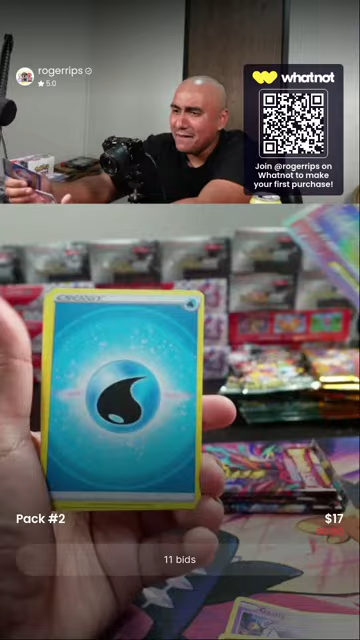 rogerrips
★ 5.0
whatnot
Join @rogerrips on
Whatnot to make
your first purchase!
ENERGY
Pack #2
$17
11 bids